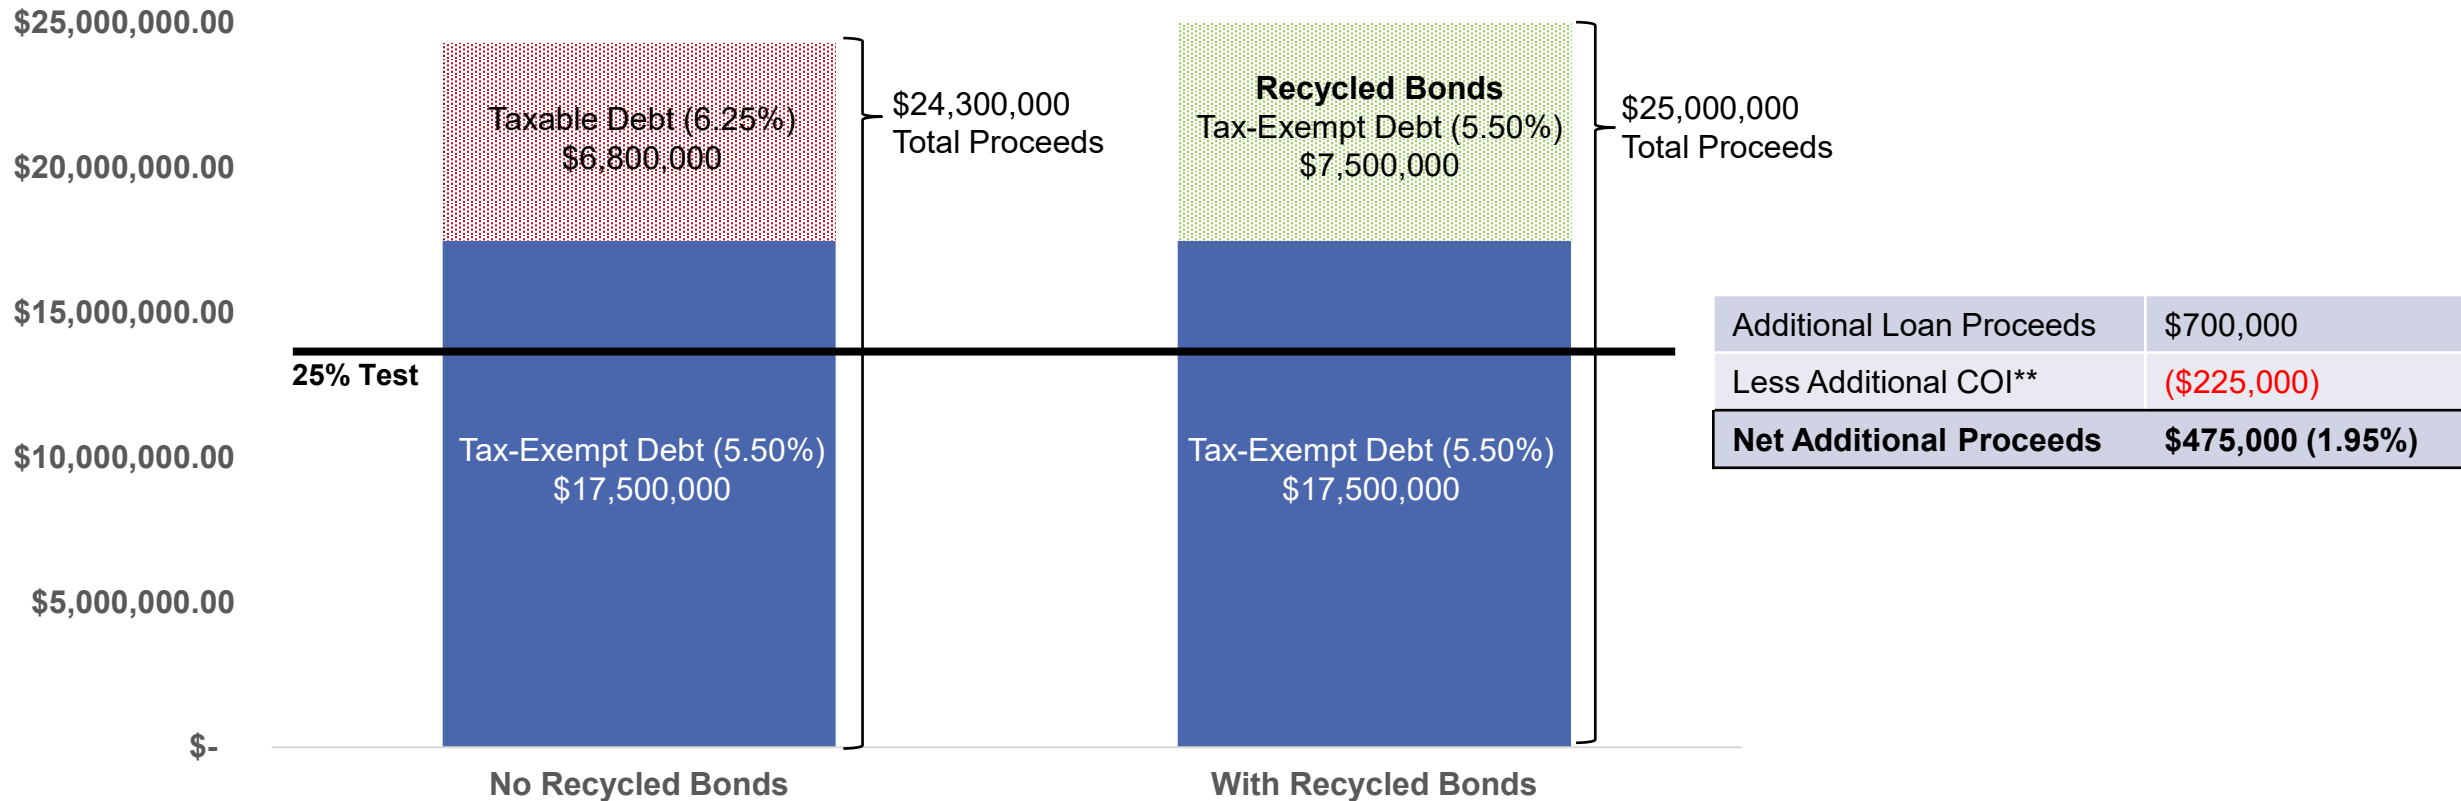 $25,000,000.00
$20,000,000.00
$15,000,000.00
$10,000,000.00
$5,000,000.00
$-
Taxable Debt (6.25%)
$6,800,000
$24,300,000
Total Proceeds
Recycled Bonds
Tax-Exempt Debt (5.50%)
$7,500,000
$25,000,000
Total Proceeds
25% Test
Tax-Exempt Debt (5.50%)
$17,500,000
Tax-Exempt Debt (5.50%)
$17,500,000
Additional Loan Proceeds $700,000
Less Additional COI** ($225,000)
Net Additional Proceeds $475,000 (1.95%)
No Recycled Bonds
With Recycled Bonds